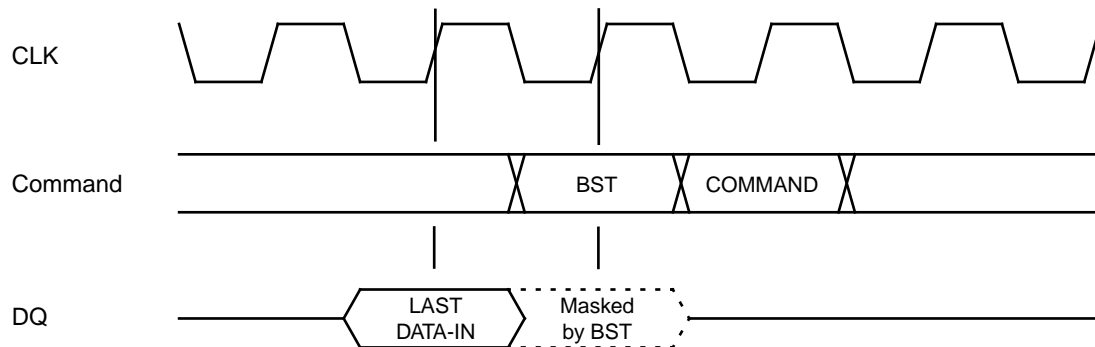 CLK
Command
BST
COMMAND
DQ
LAST
DATA-IN
Masked
by BST